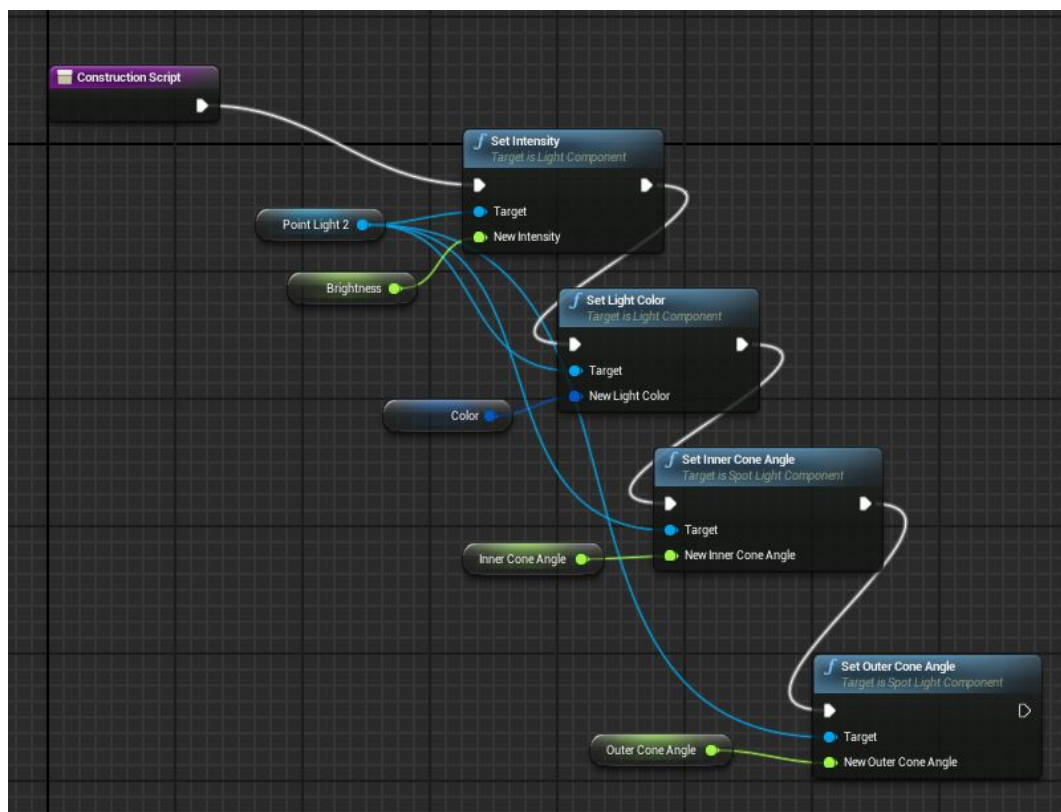 Construction Script
Set Intensity
Target is Light Component
Target
New Intensity
Point Light 2
Brightness
Set Light Color
Target is Light Component
Target
New Light Color
Color
Set Inner Cone Angle
Target is Spot Light Component
Target
New Inner Cone Angle
Inner Cone Angle
Set Outer Cone Angle
Target is Spot Light Component
Target
New Outer Cone Angle
Outer Cone Angle